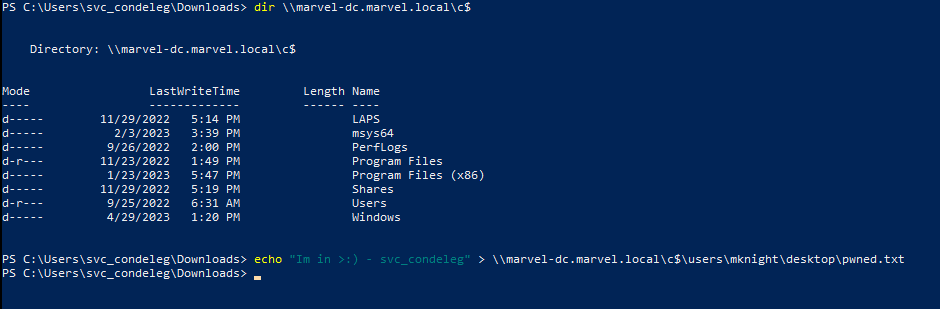 PS C:\Users\svc_condeleg\Downloads> dir \\marvel-dc.marvel.local\c$
Directory: \\marvel-dc.marvel.local\c$
Mode                LastWriteTime         Length Name
----                -------------         ------ ----
d-----       11/29/2022   5:14 PM                LAPS
d-----         2/3/2023   3:39 PM                msys64
d-----        9/26/2022   2:00 PM                PerfLogs
d-r---       11/23/2022   1:49 PM                Program Files
d-----        1/23/2023   5:47 PM                Program Files (x86)
d-----       11/29/2022   5:19 PM                Shares
d-r---        9/25/2022   6:31 AM                Users
d-----        4/29/2023   1:20 PM                Windows
PS C:\Users\svc_condeleg\Downloads> echo "Im in >:) - svc_condeleg" > \\marvel-dc.marvel.local\c$\users\mknight\desktop\pwned.txt
PS C:\Users\svc_condeleg\Downloads>